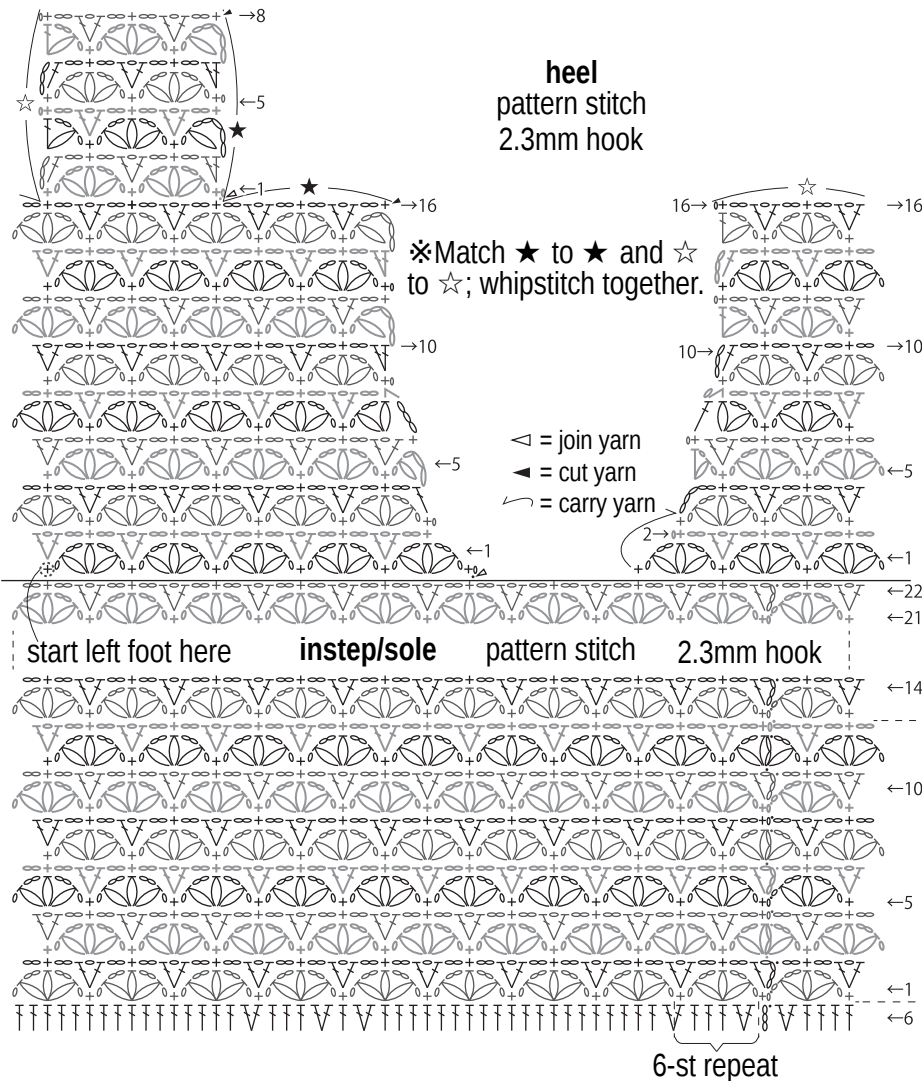 →8
heel
pattern stitch
2.3mm hook
☆
←5
★
←1
★
☆
→16
16→
→16
※Match ★ to ★ and ☆
to ☆; whipstitch together.
→10
10→
→10
= join yarn
←5
= cut yarn
←5
= carry yarn
2→
←1
←1
←22
←21
start left foot here
instep/sole
pattern stitch
2.3mm hook
←14
←10
←5
←1
←6
6-st repeat